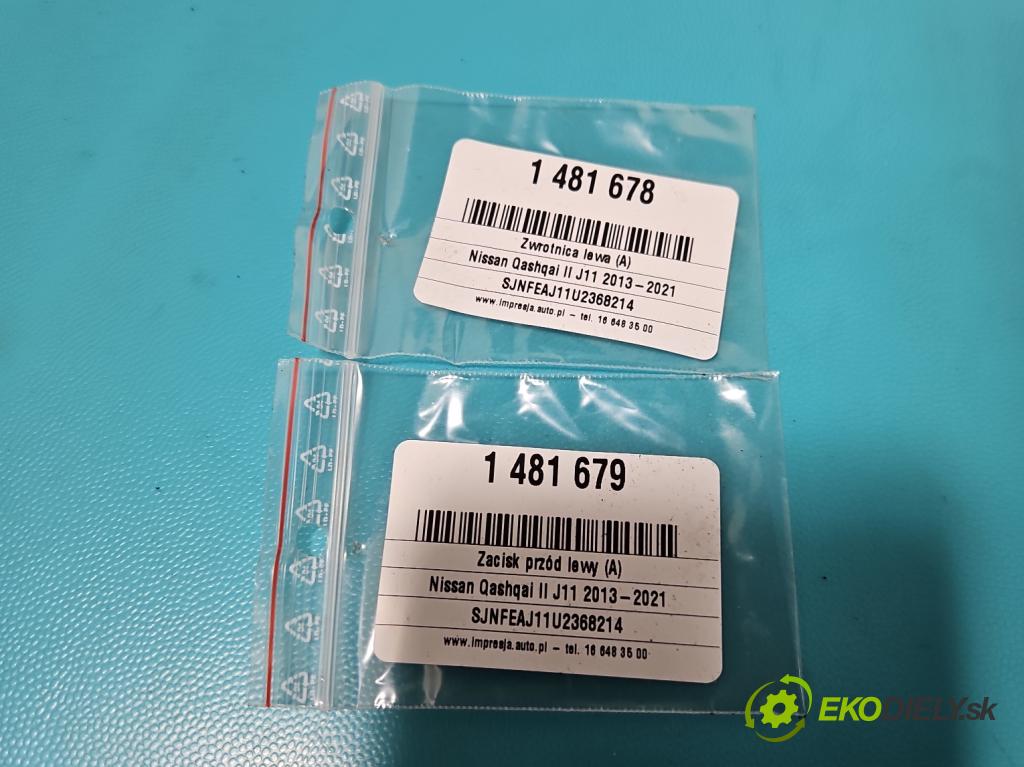 1 481 678
Zwrotnica lewa (A)
Nissan Qashqai II J11 2013-2021
SJNFEAJ11U2368214
www.impresja.auto.pl - tel. 16 648 35 00
1 481 679
Zacisk przód lewy (A)
Nissan Qashqai II J11 2013-2021
SJNFEAJ11U2368214
www.impresja.auto.pl - tel. 16 648 35 00
EKODIELY.sk